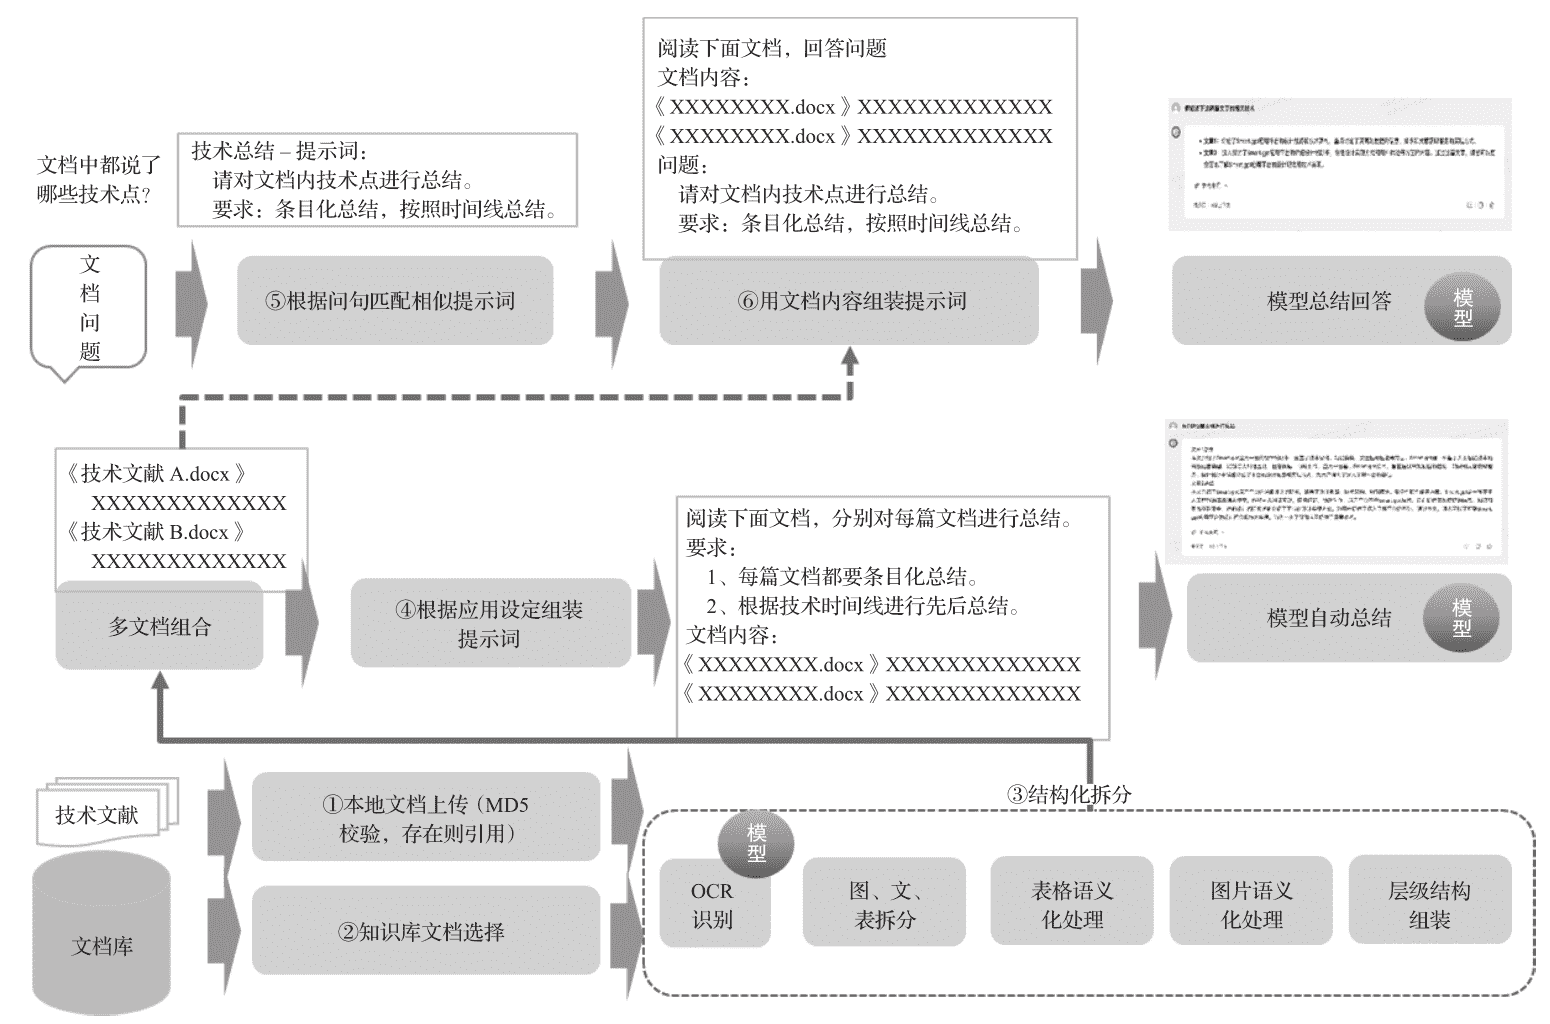 文档中都说了
哪些技术点?
技术总结 – 提示词:
请对文档内技术点进行总结。
要求:条目化总结,按照时间线总结。
阅读下面文档,回答问题
文档内容:
《 XXXXXXXX.docx 》XXXXXXXXXXXXX
《 XXXXXXXX.docx 》XXXXXXXXXXXXX
问题:
请对文档内技术点进行总结。
要求:条目化总结,按照时间线总结。
文
档
问
题
⑤根据问句匹配相似提示词
⑥用文档内容组装提示词
模型总结回答
模
型
《技术文献 A.docx 》
XXXXXXXXXXXXX
《技术文献 B.docx 》
XXXXXXXXXXXXX
多文档组合
④根据应用设定组装
提示词
阅读下面文档,分别对每篇文档进行总结。
要求:
1、每篇文档都要条目化总结。
2、根据技术时间线进行先后总结。
文档内容:
《 XXXXXXXX.docx 》XXXXXXXXXXXXX
《 XXXXXXXX.docx 》XXXXXXXXXXXXX
模型自动总结
模
型
技术文献
文档库
①本地文档上传(MD5
校验,存在则引用)
②知识库文档选择
③结构化拆分
模
型
OCR
识别
图、文、
表拆分
表格语义
化处理
图片语义
化处理
层级结构
组装